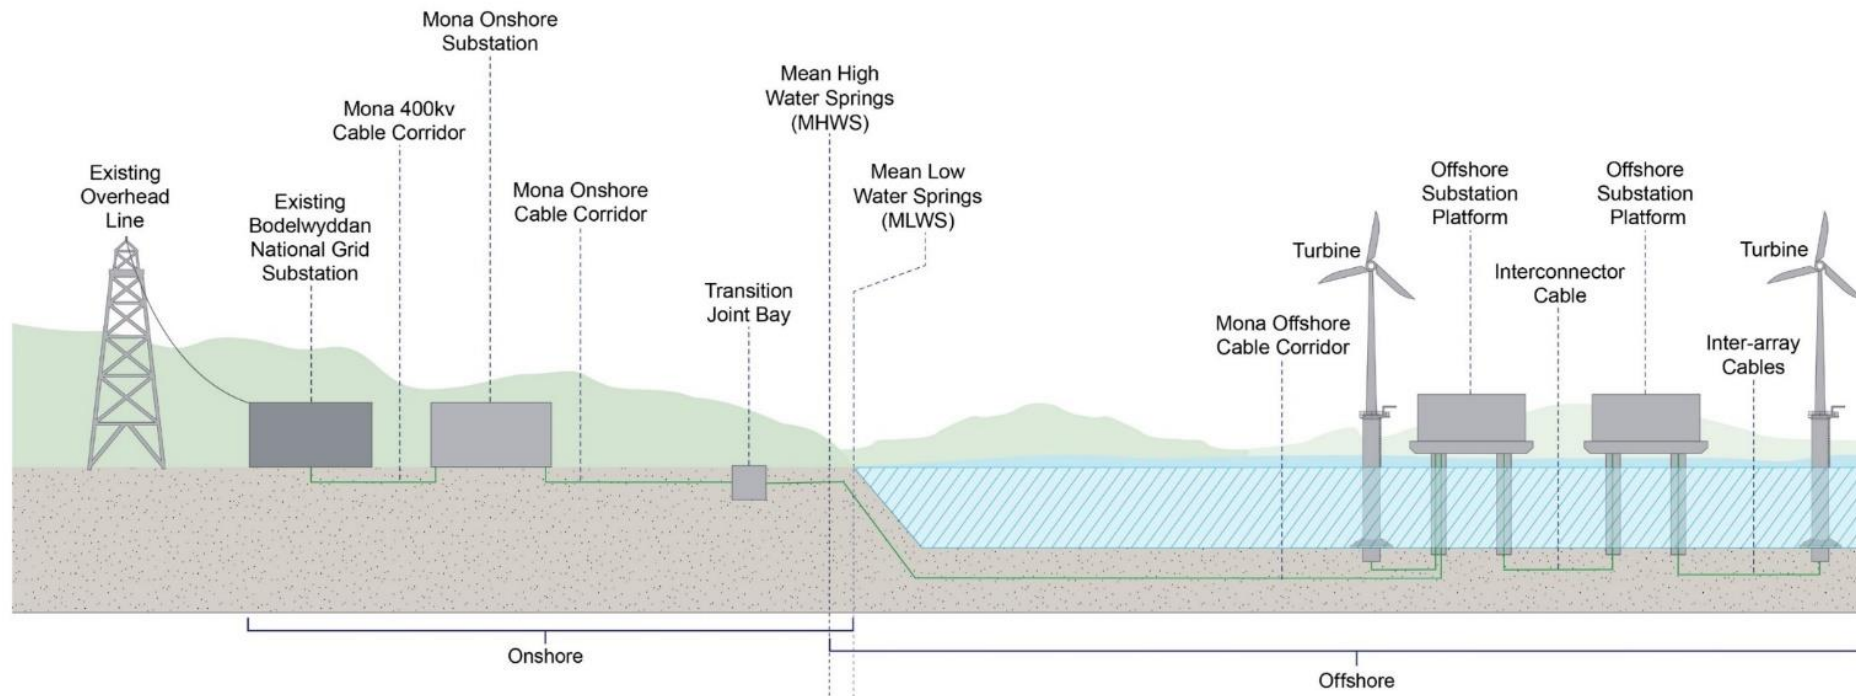 Mona Onshore
Substation
Mean High
Water Springs
(MHWS)
Mona 400kv
Cable Corridor
Existing
Overhead
Line
Existing
Bodelwyddan
National Grid
Substation
Mona Onshore
Cable Corridor
Mean Low
Water Springs
(MLWS)
Offshore
Substation
Platform
Offshore
Substation
Platform
Turbine
Turbine
Interconnector
Cable
Transition
Joint Bay
Mona Offshore
Cable Corridor
Inter-array
Cables
Onshore
Offshore